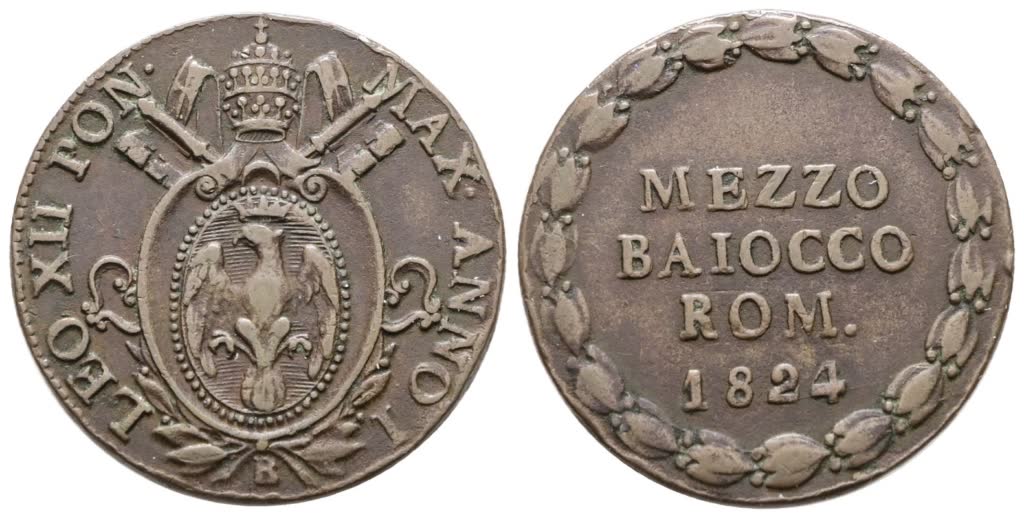 LEO XII PON. MAX: ANNO I
B
MEZZO
BAIOCCO
ROM.
1824